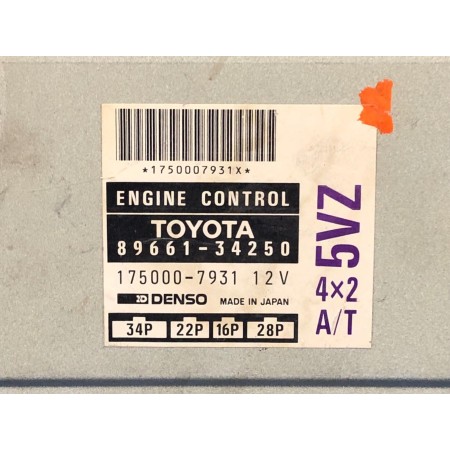 *1750007931X*
ENGINE CONTROL
TOYOTA
89661-34250
175000-7931 12V
DENSO MADE IN JAPAN
34P 22P 16P 28P
5VZ
4×2
A/T